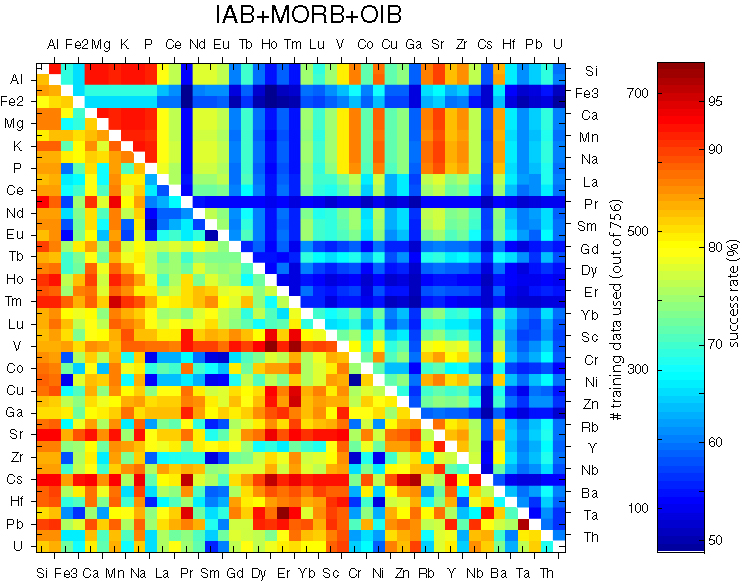 IAB+MORB+OIB
Al Fe2 Mg K P Ce Nd Eu Tb Ho Tm Lu V Co Cu Ga Sr Zr Cs Hf Pb U
Al
Fe2
Mg
K
P
Ce
Nd
Eu
Tb
Ho
Tm
Lu
V
Co
Cu
Ga
Sr
Zr
Cs
Hf
Pb
U
Si
Fe3
Ca
Mn
Na
La
Pr
Sm
Gd
Dy
Er
Yb
Sc
Cr
Ni
Zn
Rb
Y
Nb
Ba
Ta
Th
Si Fe3 Ca Mn Na La Pr Sm Gd Dy Er Yb Sc Cr Ni Zn Rb Y Nb Ba Ta Th
# training data used (out of 756)
700
500
300
100
95
90
80
70
60
50
success rate (%)